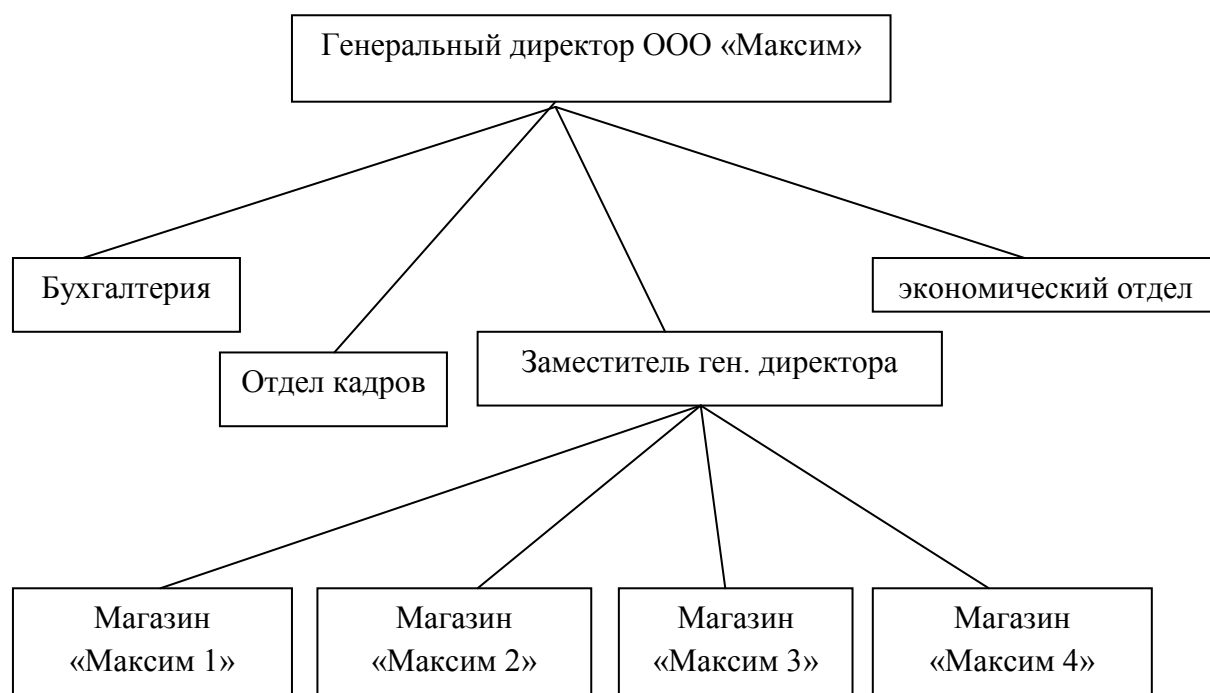 Генеральный директор ООО «Максим»
Бухгалтерия
экономический отдел
Отдел кадров
Заместитель ген. директора
Магазин
«Максим 1»
Магазин
«Максим 2»
Магазин
«Максим 3»
Магазин
«Максим 4»